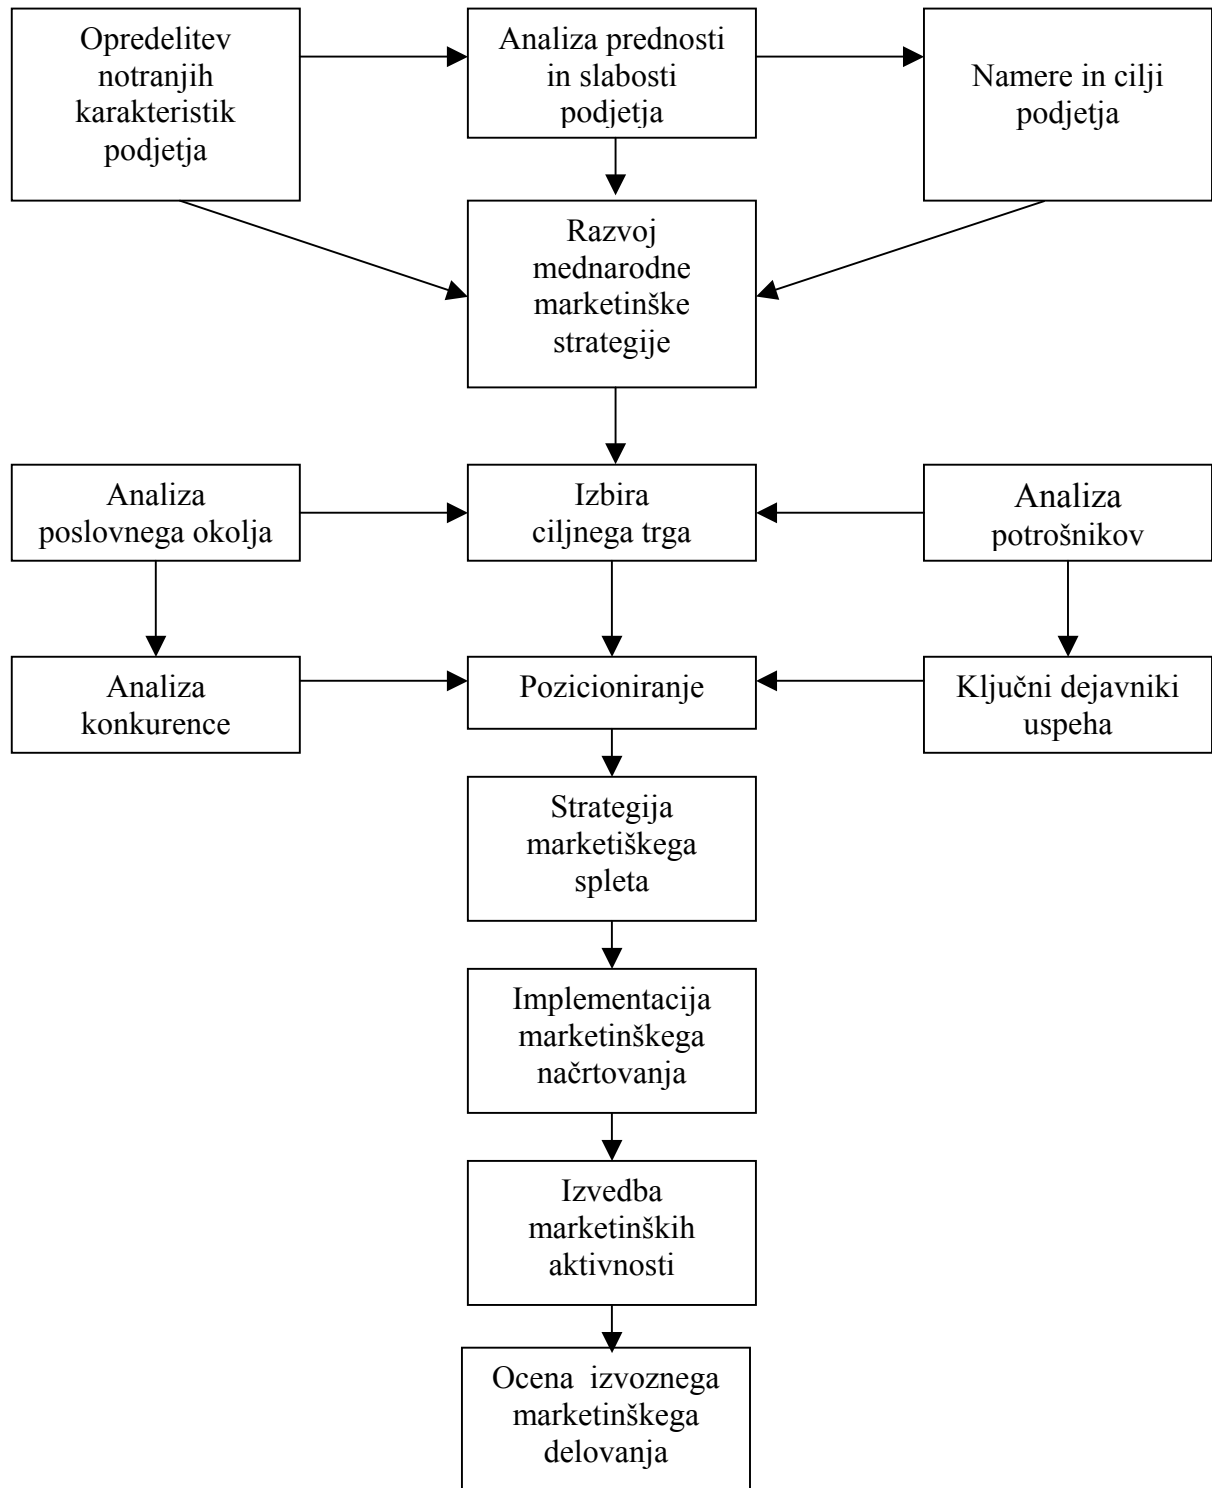 Opredelitev
notranjih
karakteristik
podjetja
Analiza prednosti
in slabosti
podjetja
Namere in cilji
podjetja
Razvoj
mednarodne
marketinške
strategije
Analiza
poslovnega okolja
Izbira
ciljnega trga
Analiza
potrošnikov
Analiza
konkurence
Pozicioniranje
Ključni dejavniki
uspeha
Strategija
marketiškega
spleta
Implementacija
marketinškega
načrtovanja
Izvedba
marketinških
aktivnosti
Ocena izvoznega
marketinškega
delovanja